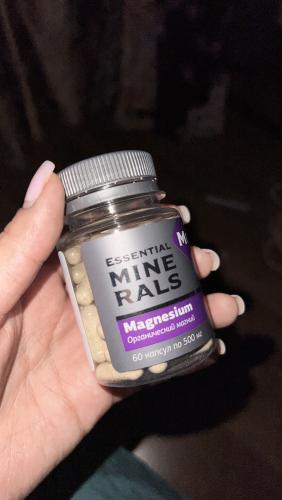 ESSENTIAL
MINE
RALS
Magnesium
Органический магний
60 капсул по 500 мг